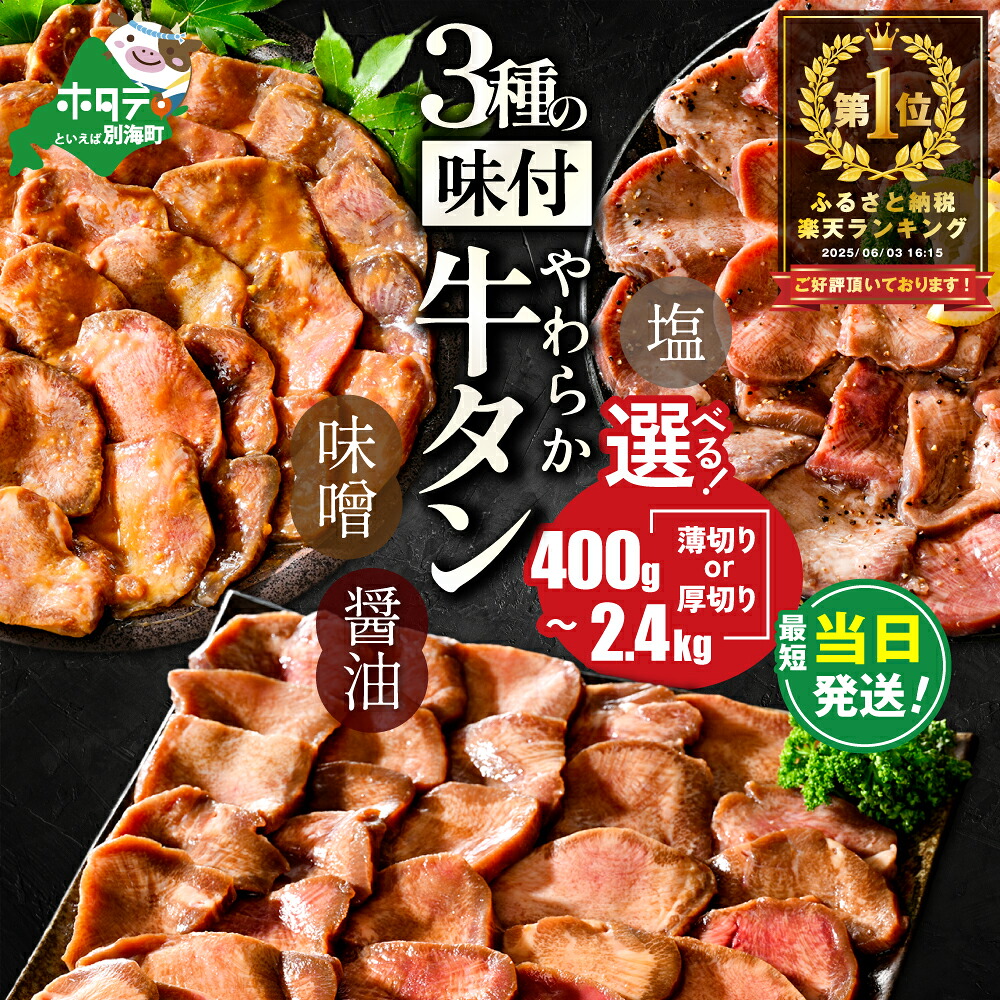 ホタテ
といえば別海町
3種の
味付
やわらか
牛タン
第1位
ふるさと納税
楽天ランキング
2025/06/03 16:15
ご好評頂いております!
塩
味噌
醤油
選べる!
400g
~2.4kg
薄切り
or
厚切り
最短
当日
発送!